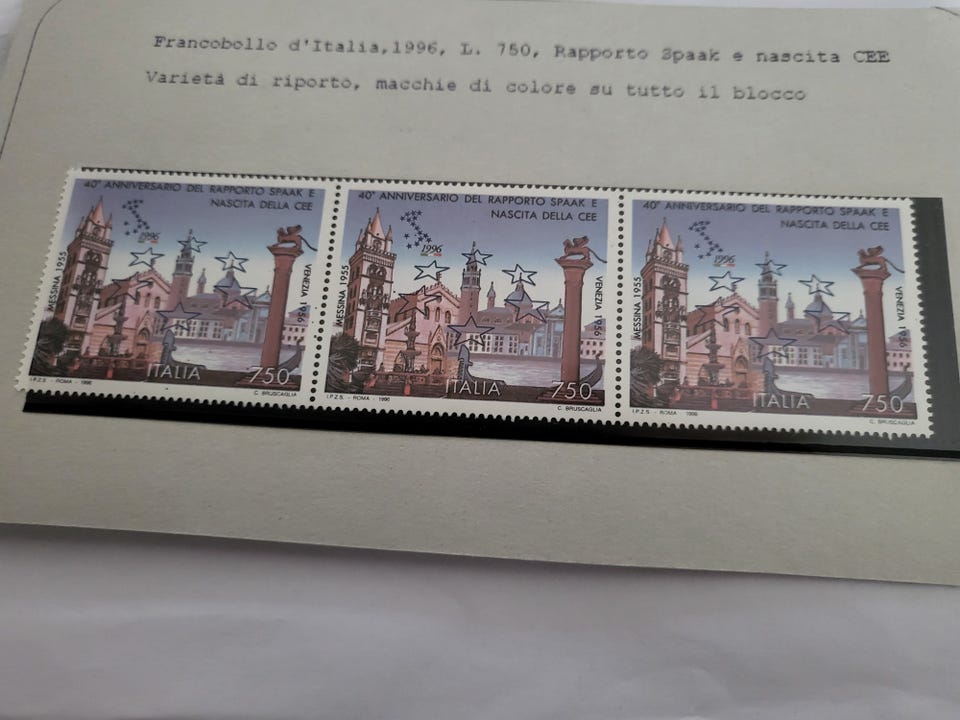 Francobollo d'Italia,1996, L. 750, Rapporto Spaak e nascita CEE
Varietà di riporto, macchie di colore su tutto il blocco
40° ANNIVERSARIO DEL RAPPORTO SPAAK E
NASCITA DELLA CEE
1996
MESSINA 1955
VENEZIA 1956
ITALIA
750
I.P.Z.S. - ROMA - 1996
C. BRUSCAGLIA
40° ANNIVERSARIO DEL RAPPORTO SPAAK E
NASCITA DELLA CEE
1996
MESSINA 1955
VENEZIA 1956
ITALIA
750
I.P.Z.S. - ROMA - 1996
C. BRUSCAGLIA
40° ANNIVERSARIO DEL RAPPORTO SPAAK E
NASCITA DELLA CEE
1996
MESSINA 1955
VENEZIA 1956
ITALIA
750
I.P.Z.S. - ROMA - 1996
C. BRUSCAGLIA